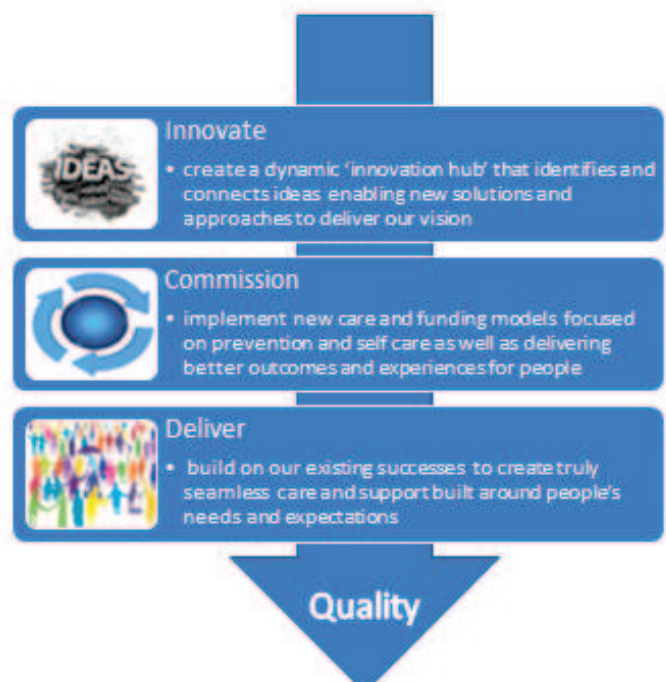 Innovate
IDEAS
• create a dynamic 'innovation hub' that identifies and
connects ideas enabling new solutions and
approaches to deliver our vision
Commission
• implement new care and funding models focused
on prevention and self care as well as delivering
better outcomes and experiences for people
Deliver
• build on our existing successes to create truly
seamless care and support built around people's
needs and expectations
Quality